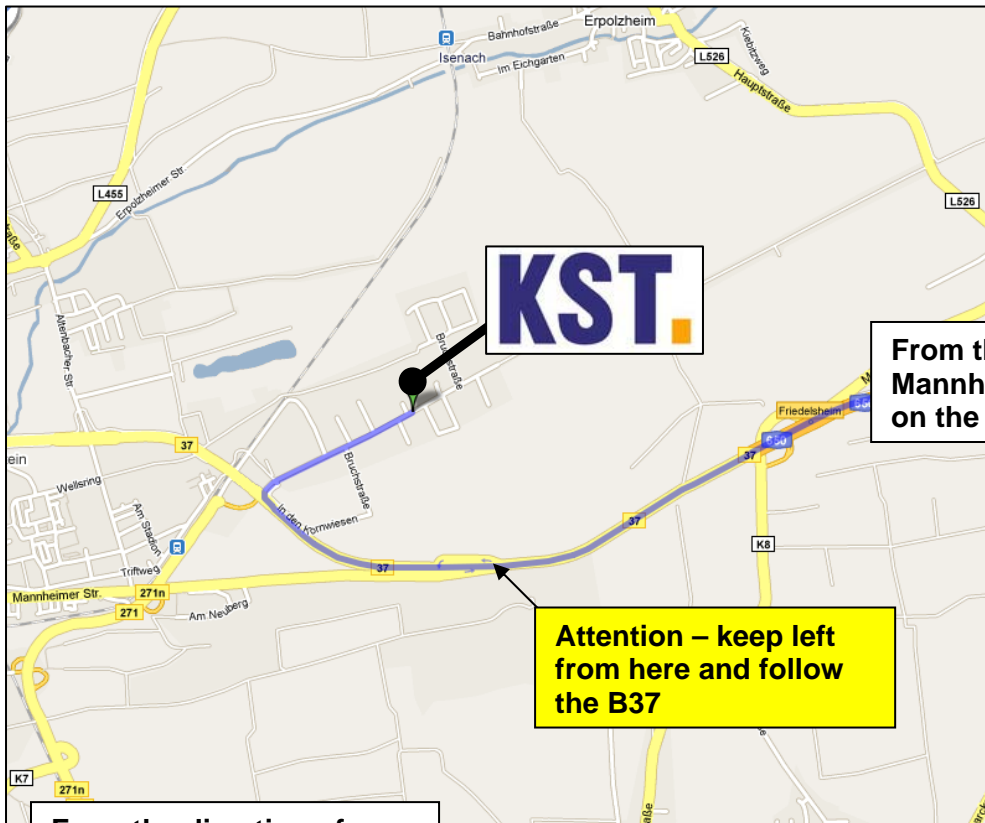 Erpolzheim
Bahnhofstraße
Kiebitzweg
Isenach
Im Eichgarten
L526
Hauptstraße
L455
Erpolzheimer Str
L526
KST.
Altenbacher Str.
Bruchstraße
From th
Mannh
on the
Friedelsheim
650
37
37
ein
Wellsring
Bruchstraße
In den Kornwiesen
Am Stadion
37
K8
Triftweg
37
Mannheimer Str.
271n
271
Am Neuberg
Attention – keep left
from here and follow
the B37
K7
271n